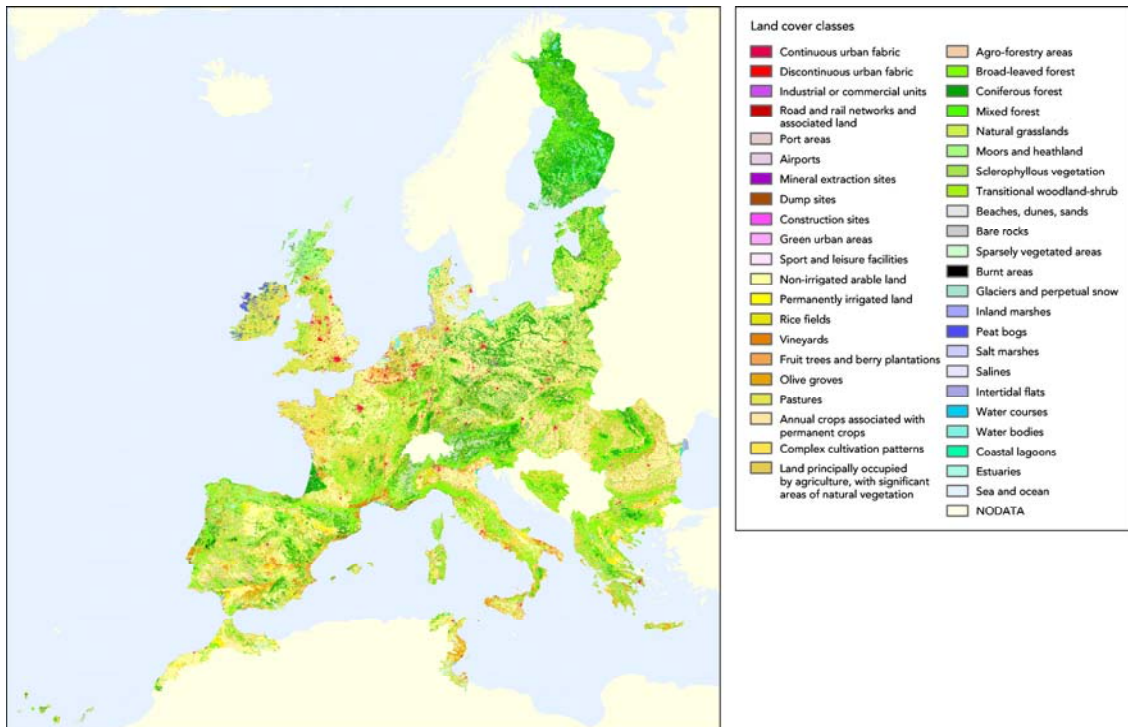 Land cover classes
Continuous urban fabric
Discontinuous urban fabric
Industrial or commercial units
Road and rail networks and
associated land
Port areas
Airports
Mineral extraction sites
Dump sites
Construction sites
Green urban areas
Sport and leisure facilities
Non-irrigated arable land
Permanently irrigated land
Rice fields
Vineyards
Fruit trees and berry plantations
Olive groves
Pastures
Annual crops associated with
permanent crops
Complex cultivation patterns
Land principally occupied
by agriculture, with significant
areas of natural vegetation
Agro-forestry areas
Broad-leaved forest
Coniferous forest
Mixed forest
Natural grasslands
Moors and heathland
Sclerophyllous vegetation
Transitional woodland-shrub
Beaches, dunes, sands
Bare rocks
Sparsely vegetated areas
Burnt areas
Glaciers and perpetual snow
Inland marshes
Peat bogs
Salt marshes
Salines
Intertidal flats
Water courses
Water bodies
Coastal lagoons
Estuaries
Sea and ocean
NODATA